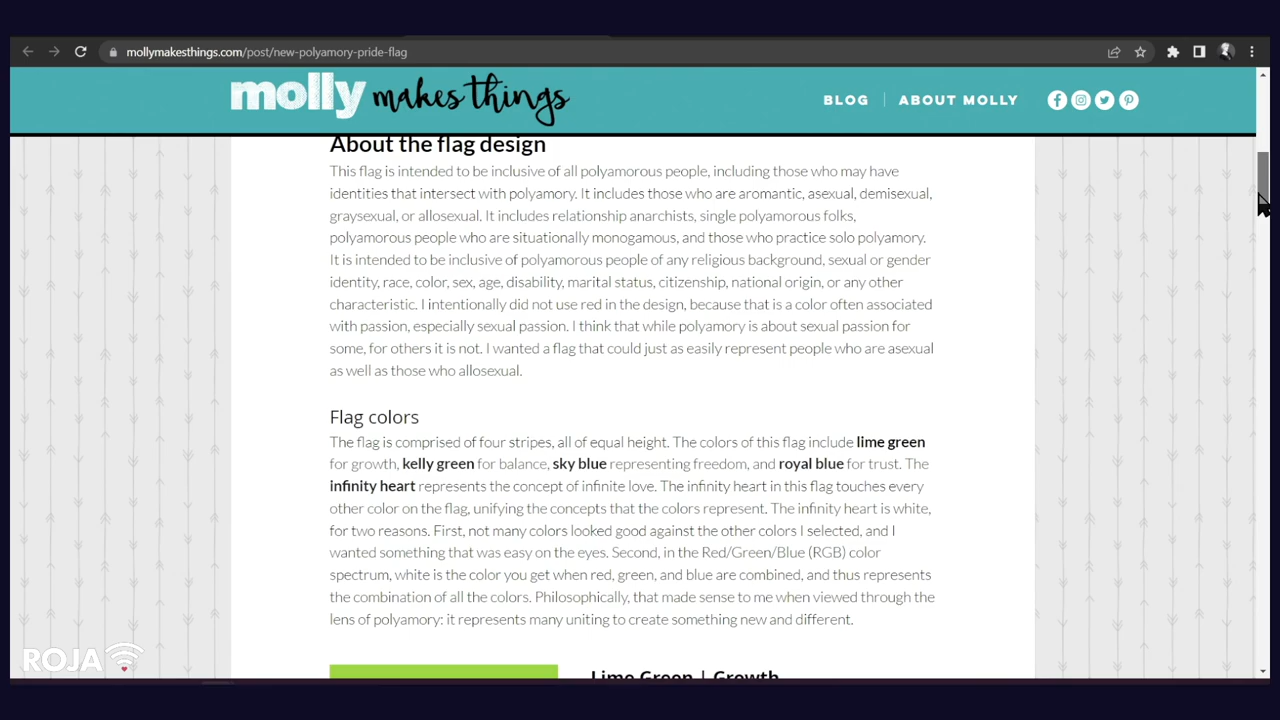 mollymakesthings.com/post/new-polyamory-pride-flag
molly makes things
BLOG
ABOUT MOLLY
About the flag design
This flag is intended to be inclusive of all polyamorous people, including those who may have
identities that intersect with polyamory. It includes those who are aromantic, asexual, demisexual,
graysexual, or allosexual. It includes relationship anarchists, single polyamorous folks,
polyamorous people who are situationally monogamous, and those who practice solo polyamory.
It is intended to be inclusive of polyamorous people of any religious background, sexual or gender
identity, race, color, sex, age, disability, marital status, citizenship, national origin, or any other
characteristic. I intentionally did not use red in the design, because that is a color often associated
with passion, especially sexual passion. I think that while polyamory is about sexual passion for
some, for others it is not. I wanted a flag that could just as easily represent people who are asexual
as well as those who allosexual.
Flag colors
The flag is comprised of four stripes, all of equal height. The colors of this flag include lime green
for growth, kelly green for balance, sky blue representing freedom, and royal blue for trust. The
infinity heart represents the concept of infinite love. The infinity heart in this flag touches every
other color on the flag, unifying the concepts that the colors represent. The infinity heart is white,
for two reasons. First, not many colors looked good against the other colors I selected, and I
wanted something that was easy on the eyes. Second, in the Red/Green/Blue (RGB) color
spectrum, white is the color you get when red, green, and blue are combined, and thus represents
the combination of all the colors. Philosophically, that made sense to me when viewed through the
lens of polyamory: it represents many uniting to create something new and different.
Lime Green | Growth
ROJA